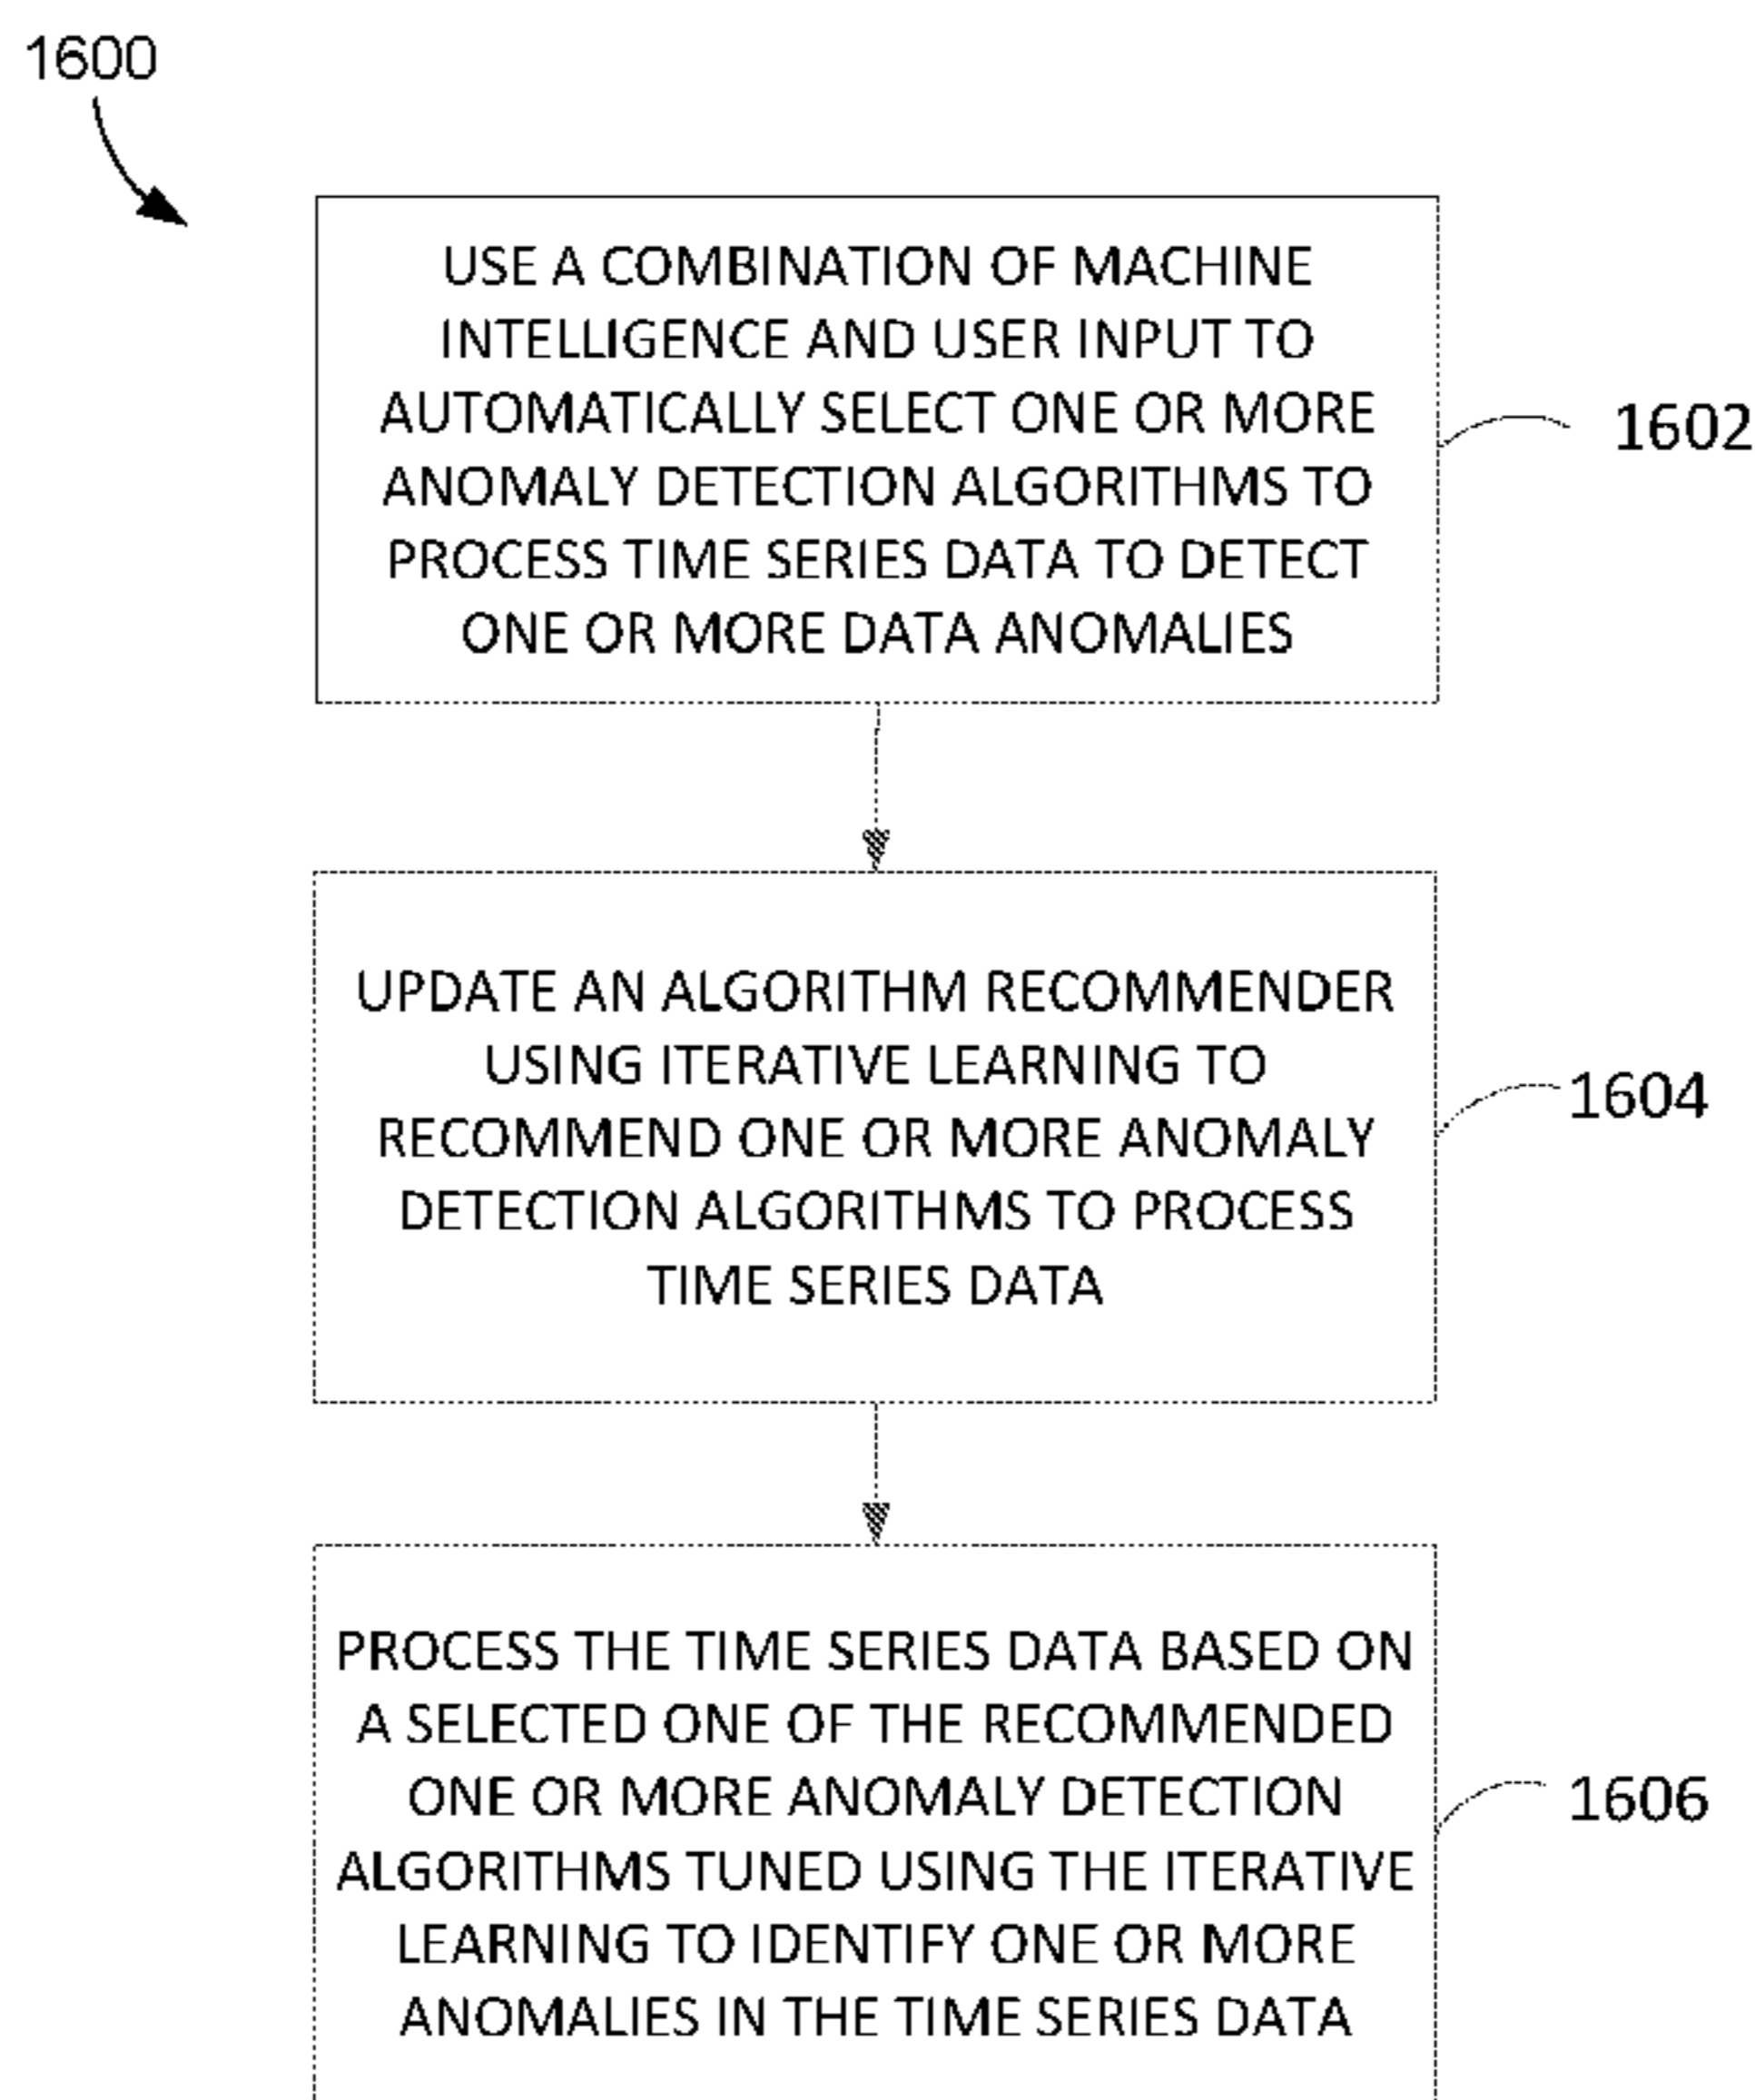 1600
USE A COMBINATION OF MACHINE
INTELLIGENCE AND USER INPUT TO
AUTOMATICALLY SELECT ONE OR MORE
ANOMALY DETECTION ALGORITHMS TO
PROCESS TIME SERIES DATA TO DETECT
ONE OR MORE DATA ANOMALIES
1602
UPDATE AN ALGORITHM RECOMMENDER
USING ITERATIVE LEARNING TO
RECOMMEND ONE OR MORE ANOMALY
DETECTION ALGORITHMS TO PROCESS
TIME SERIES DATA
1604
PROCESS THE TIME SERIES DATA BASED ON
A SELECTED ONE OF THE RECOMMENDED
ONE OR MORE ANOMALY DETECTION
ALGORITHMS TUNED USING THE ITERATIVE
LEARNING TO IDENTIFY ONE OR MORE
ANOMALIES IN THE TIME SERIES DATA
1606